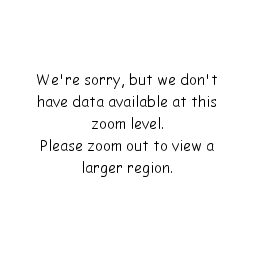 We're sorry, but we don't
have data available at this
zoom level.
Please zoom out to view a
larger region.